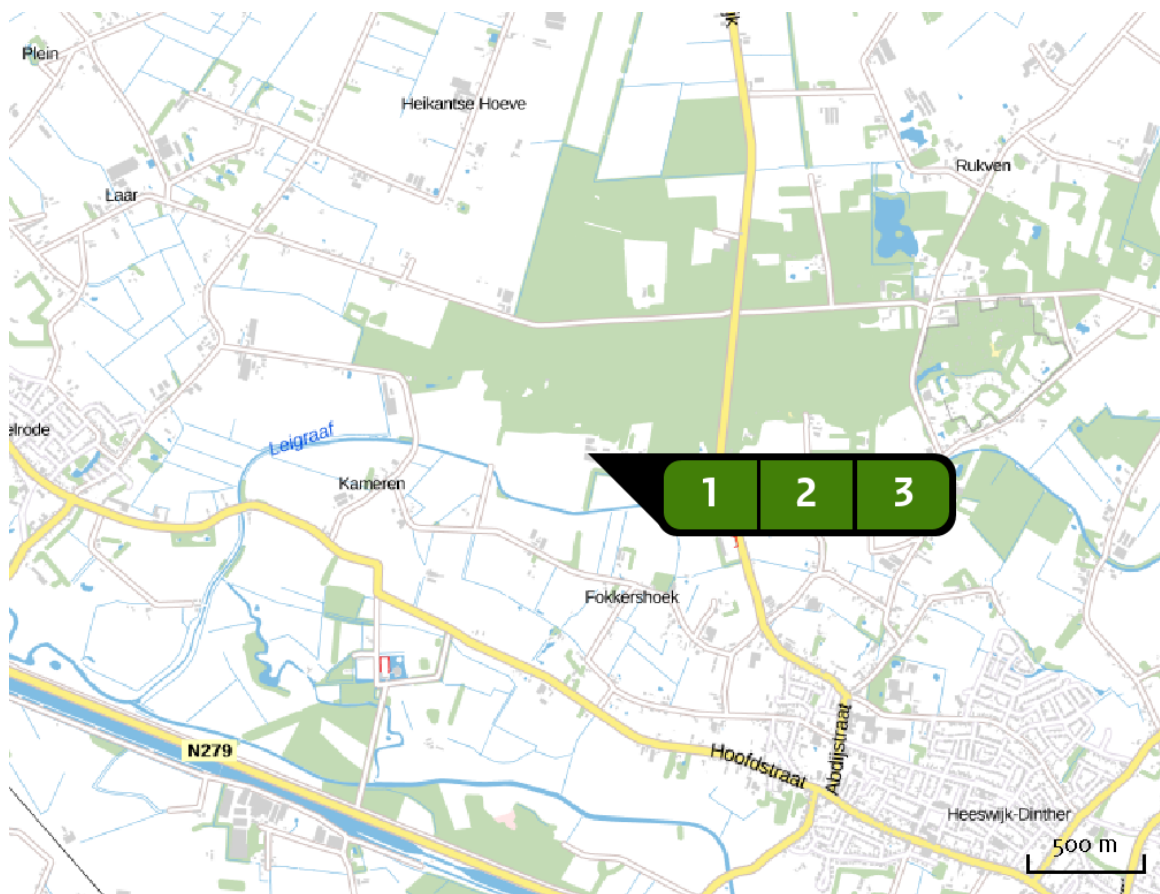 Plein
Heikantse Hoeve
Rukven
Laar
elrode
Leigraaf
Kameren
1 2 3
Fokkershoek
N279
Hoofdstraat
Abdijstraat
Heeswijk-Dinther
500 m